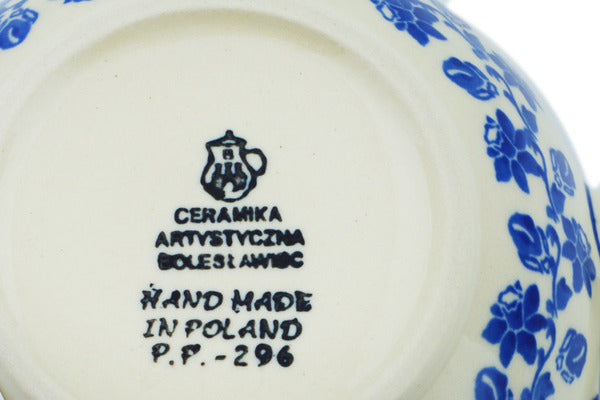 CERAMIKA
ARTYSTYCZNA
BOLESŁAWIEC
HAND MADE
IN POLAND
P.P.-296